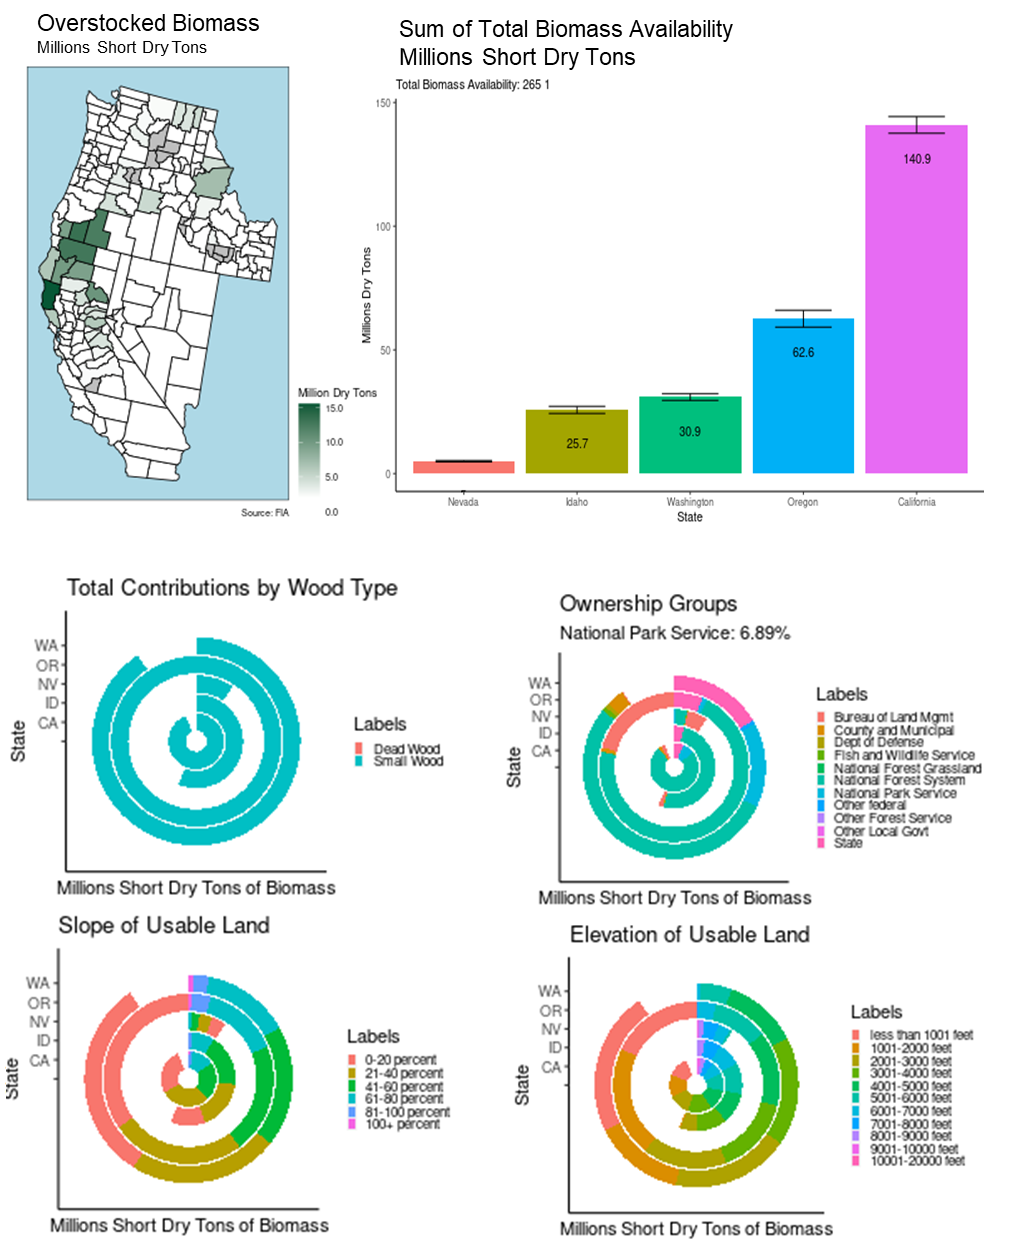 Overstocked Biomass
Millions Short Dry Tons
Million Dry Tons
15.0
10.0
5.0
0.0
Source: FIA
Sum of Total Biomass Availability
Millions Short Dry Tons
Total Biomass Availability: 265 1
Millions Dry Tons
150
100
50
0
25.7
30.9
62.6
140.9
Nevada
Idaho
Washington
Oregon
California
State
Total Contributions by Wood Type
State
WA
OR
NV
ID
CA
Labels
Dead Wood
Small Wood
Millions Short Dry Tons of Biomass
Ownership Groups
National Park Service: 6.89%
State
WA
OR
NV
ID
CA
Labels
Bureau of Land Mgmt
County and Municipal
Dept of Defense
Fish and Wildlife Service
National Forest Grassland
National Forest System
National Park Service
Other federal
Other Forest Service
Other Local Govt
State
Millions Short Dry Tons of Biomass
Slope of Usable Land
State
WA
OR
NV
ID
CA
Labels
0-20 percent
21-40 percent
41-60 percent
61-80 percent
81-100 percent
100+ percent
Millions Short Dry Tons of Biomass
Elevation of Usable Land
State
WA
OR
NV
ID
CA
Labels
less than 1001 feet
1001-2000 feet
2001-3000 feet
3001-4000 feet
4001-5000 feet
5001-6000 feet
6001-7000 feet
7001-8000 feet
8001-9000 feet
9001-10000 feet
10001-20000 feet
Millions Short Dry Tons of Biomass